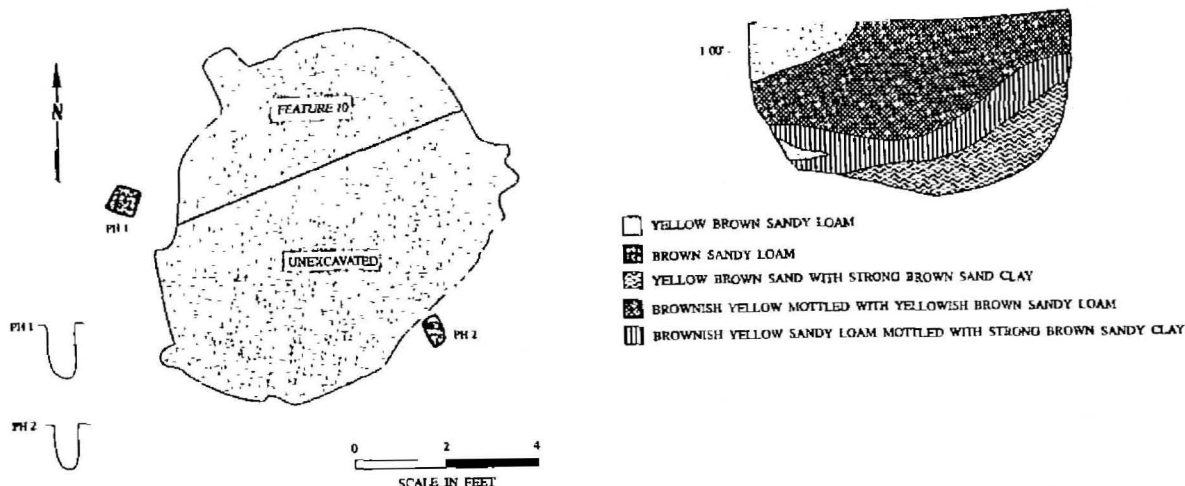 N
FEATURE 10
PH 1
UNEXCAVATED
PH 2
PH 1
PH 2
0 2 4
SCALE IN FEET
1 00'
YELLOW BROWN SANDY LOAM
BROWN SANDY LOAM
YELLOW BROWN SAND WITH STRONG BROWN SAND CLAY
BROWNISH YELLOW MOTTLED WITH YELLOWISH BROWN SANDY LOAM
BROWNISH YELLOW SANDY LOAM MOTTLED WITH STRONG BROWN SANDY CLAY